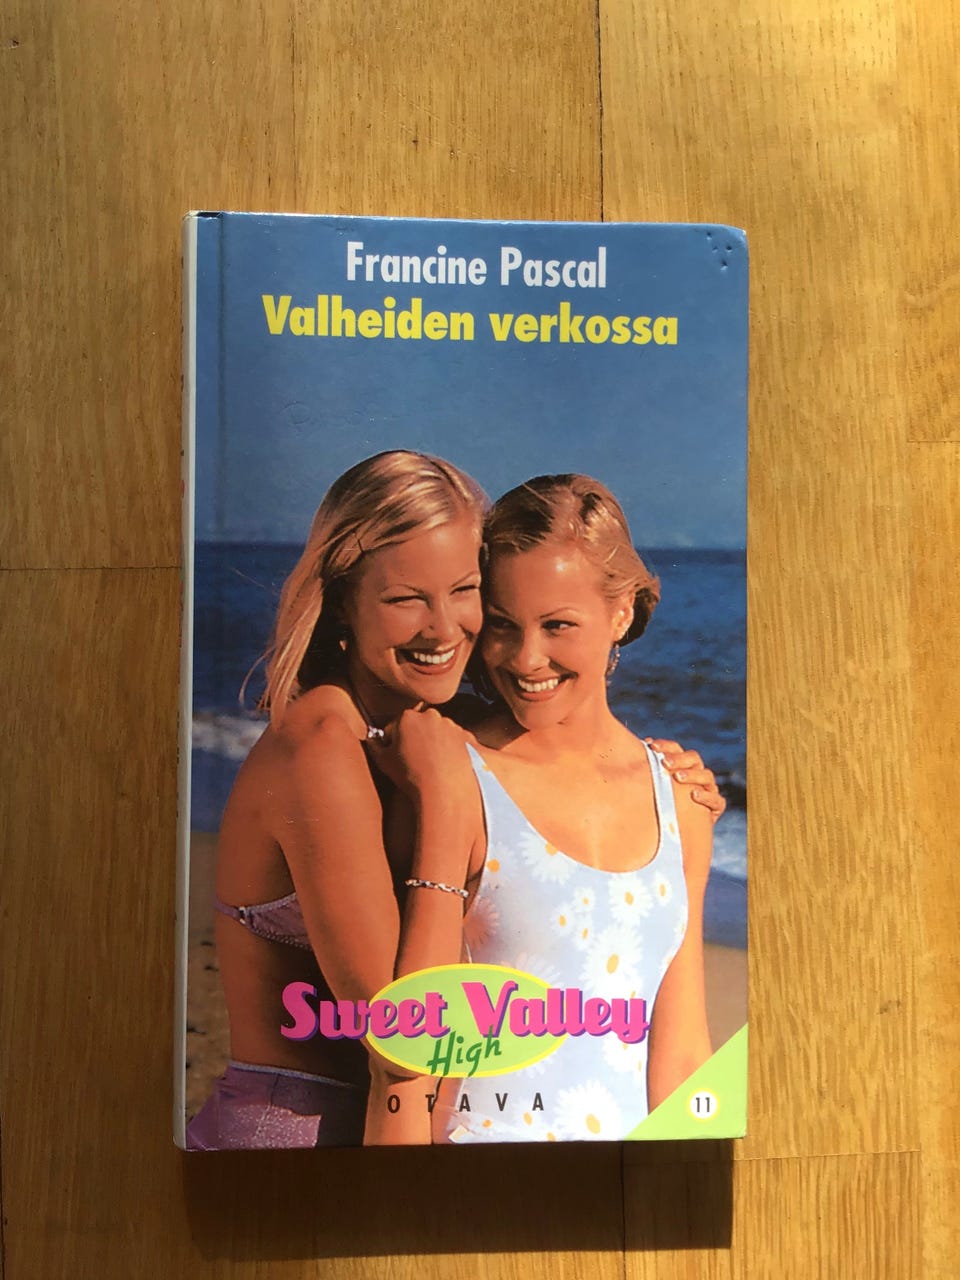 Francine Pascal
Valheiden verkossa
Sweet Valley
High
OTAVA
11